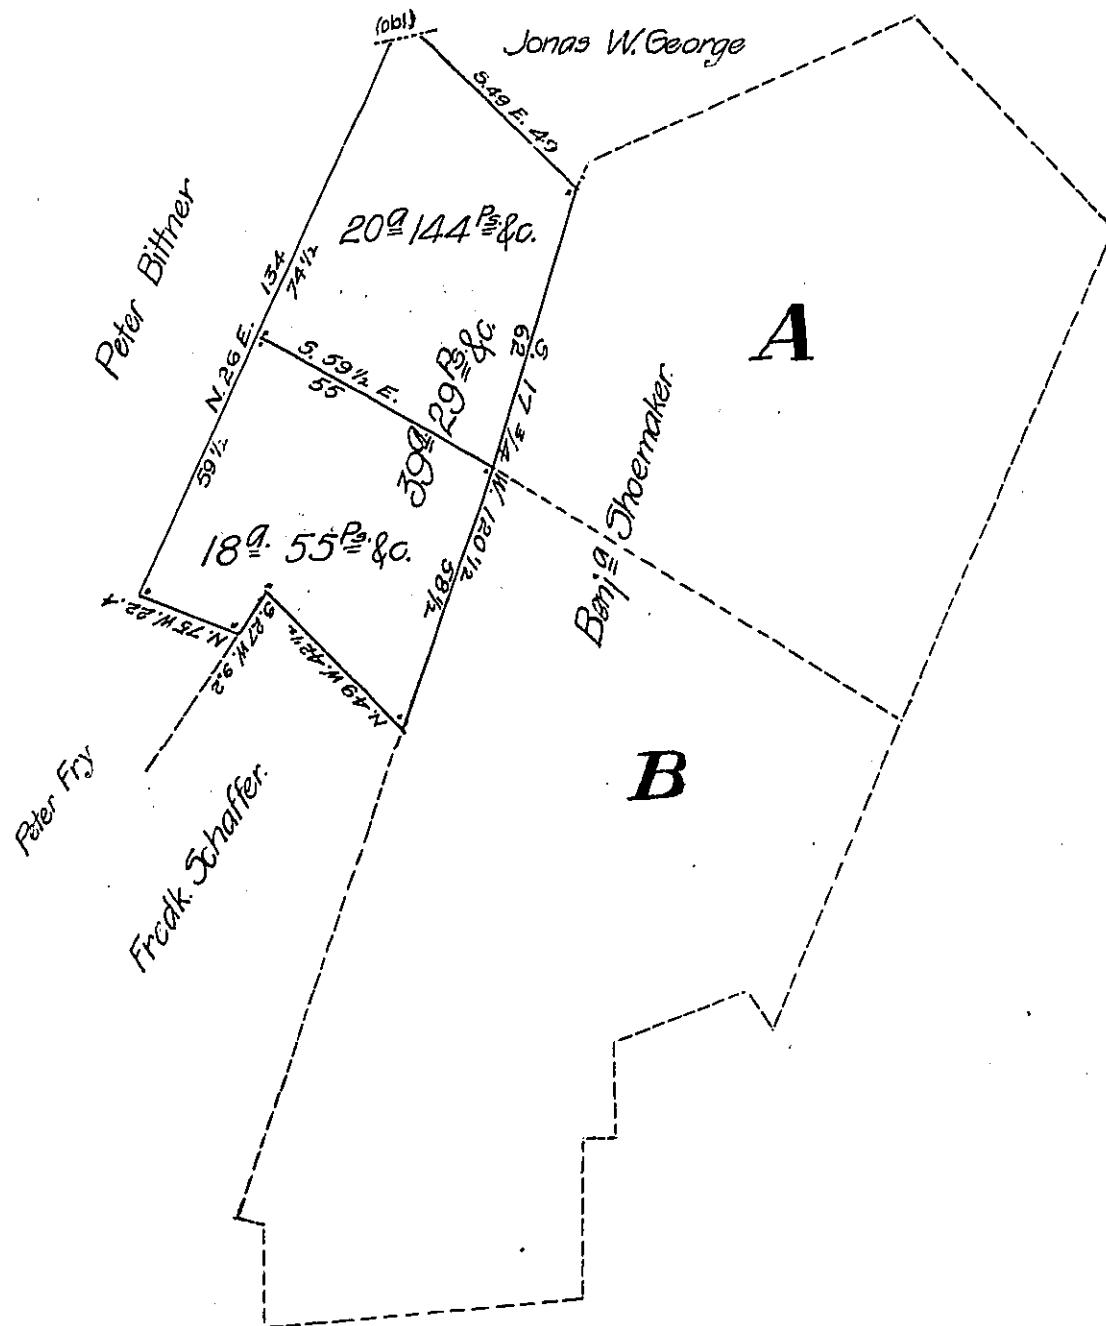 (obl)
Jonas W. George
S. 49 E. 49
Peter Bittner
20a 144 Ps. &c.
134
74½
N. 26 E.
59½
S. 59½ E.
55
39a 29 Ps. &c.
S. 17 3/4 W. 120½
62
58½
A
Benja Shoemaker.
18a. 55 Ps. &c.
N. 75 W. 22.4
S. 27 W. 9.2
N. 49 W. 42½
B
Peter Fry
Fredk. Schaffer.